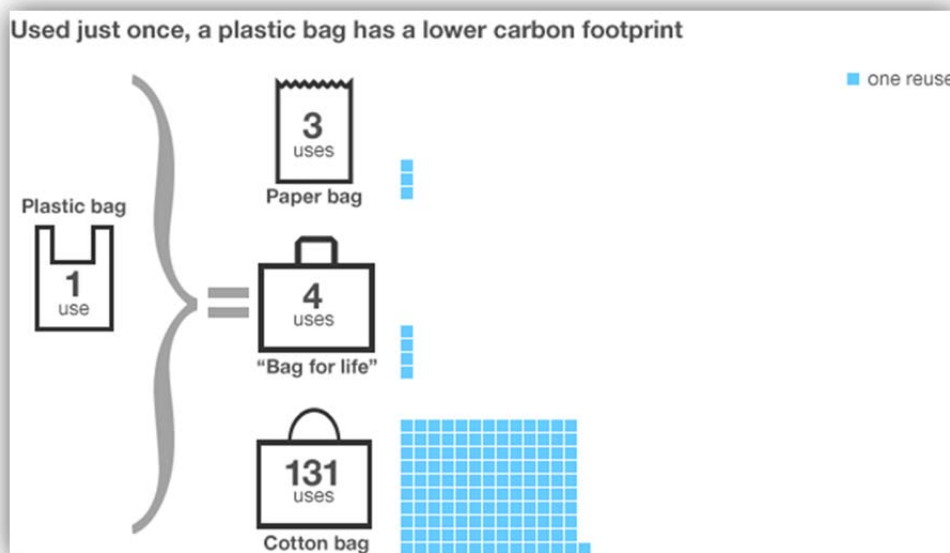 Used just once, a plastic bag has a lower carbon footprint
one reuse
3
uses
Paper bag
Plastic bag
1
use
4
uses
“Bag for life”
131
uses
Cotton bag